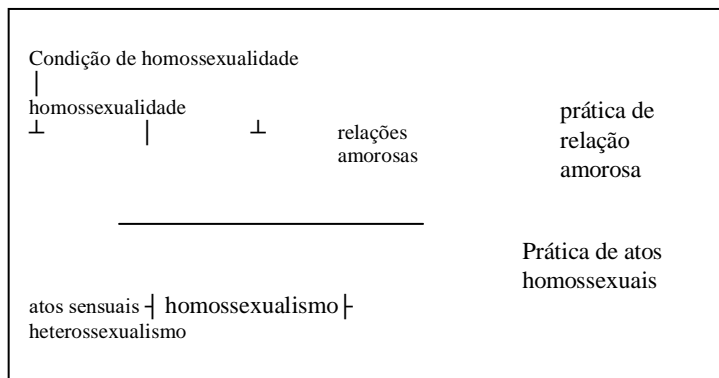 Condição de homossexualidade
homossexualidade
relações
amorosas
prática de
relação
amorosa
Prática de atos
homossexuais
atos sensuais ┤ homossexualismo ├
heterossexualismo